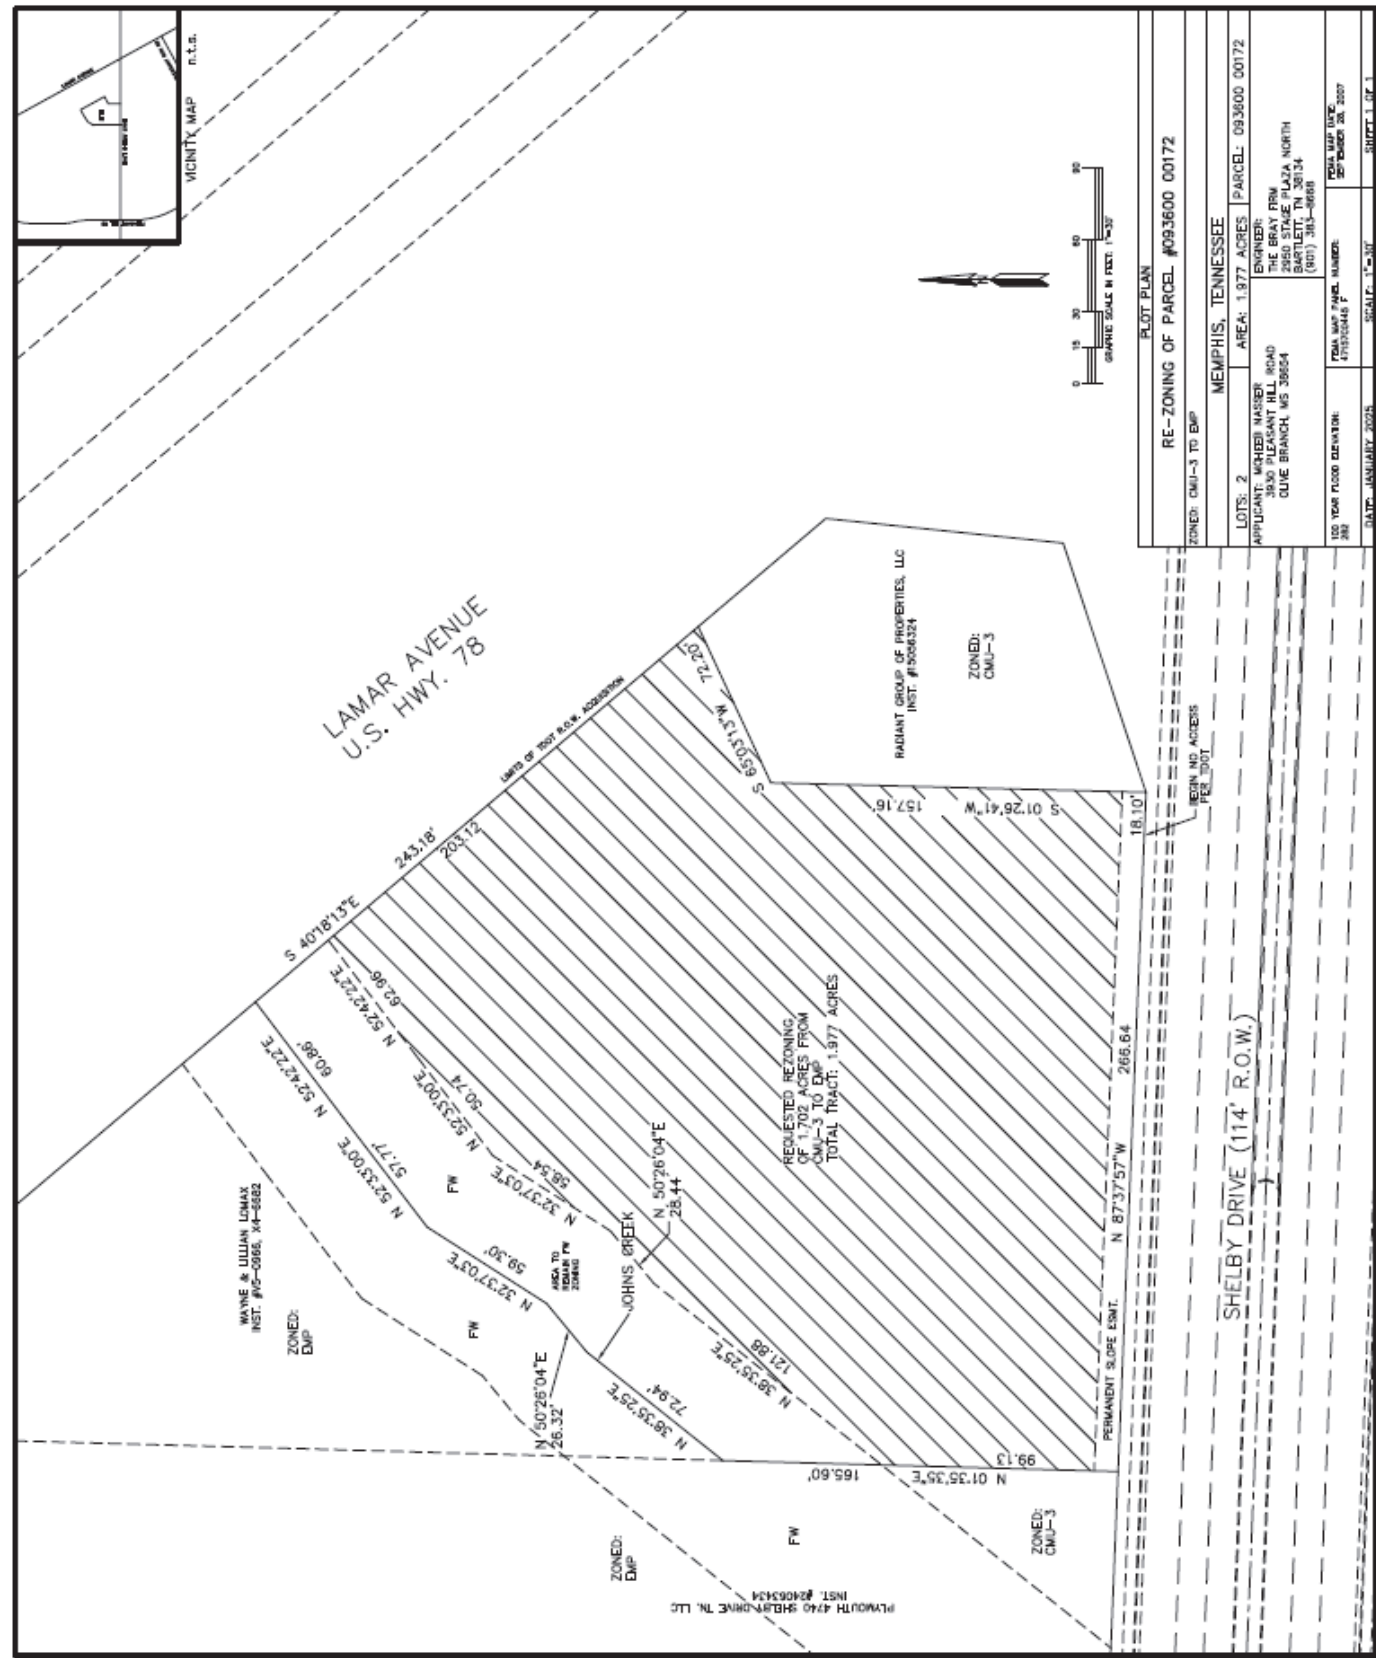 VICINITY MAP n.t.s.
SITE
LAMAR AVENUE
U.S. HWY. 78
LIMITS OF TDOT R.O.W. ACQUISITION
S 40°18'13"E
243.18'
203.12
S 65°03'13"W
72.20'
RADIANT GROUP OF PROPERTIES, LLC
ZONED:
CMU-3
S 01°26'41"W
157.16'
18.10'
BEGIN NO ACCESS
PER TDOT
N 52°42'22"E
60.86'
N 52°42'22"E
62.96
N 52°33'00"E
57.77'
N 52°33'00"E
50.74
N 32°37'03"E
59.30'
N 32°37'03"E
58.54
FW
AREA TO
REMAIN FW
ZONING
JOHNS CREEK
N 50°26'04"E
28.44
N 50°26'04"E
26.32'
N 38°35'25"E
72.94'
N 38°35'25"E
121.88
WAYNE & LILLIAN LOMAX
ZONED:
EMP
FW
REQUESTED REZONING
OF 1.702 ACRES FROM
CMU-3 TO EMP
TOTAL TRACT: 1.977 ACRES
N 01°35'35"E
165.60'
99.13
PERMANENT SLOPE ESMT.
N 87°37'57"W
266.64
SHELBY DRIVE (114' R.O.W.)
ZONED:
EMP
FW
ZONED:
CMU-3
PLYMOUTH 4740 SHELBY DRIVE TN, LLC
INST. #24063434
0 15 30 60 90
GRAPHIC SCALE IN FEET: 1"=30'
PLOT PLAN
RE-ZONING OF PARCEL #093600 00172
ZONED: CMU-3 TO EMP
MEMPHIS, TENNESSEE
LOTS: 2 AREA: 1.977 ACRES PARCEL: 093600 00172
APPLICANT: MOHEEB NASSER
3930 PLEASANT HILL ROAD
OLIVE BRANCH, MS 38654
ENGINEER:
THE BRAY FIRM
2950 STAGE PLAZA NORTH
BARTLETT, TN 38134
(901) 383-8668
100 YEAR FLOOD ELEVATION:
282
FEMA MAP PANEL NUMBER:
FEMA MAP DATE:
SEPTEMBER 28, 2007
DATE: JANUARY 2025 SCALE: 1"=30' SHEET 1 OF 1